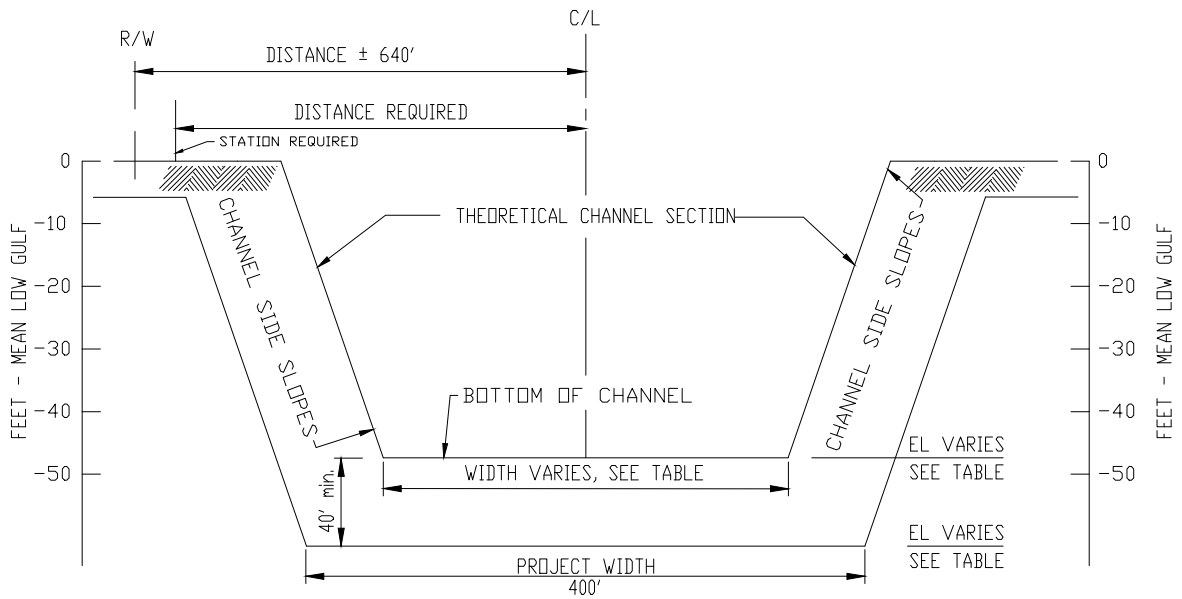 C/L
R/W
DISTANCE ± 640'
DISTANCE REQUIRED
STATION REQUIRED
0
-10
-20
-30
-40
-50
FEET - MEAN LOW GULF
CHANNEL SIDE SLOPES
THEORETICAL CHANNEL SECTION
BOTTOM OF CHANNEL
WIDTH VARIES, SEE TABLE
40' min.
PROJECT WIDTH
400'
CHANNEL SIDE SLOPES
EL VARIES
SEE TABLE
EL VARIES
SEE TABLE
0
-10
-20
-30
-40
-50
FEET - MEAN LOW GULF